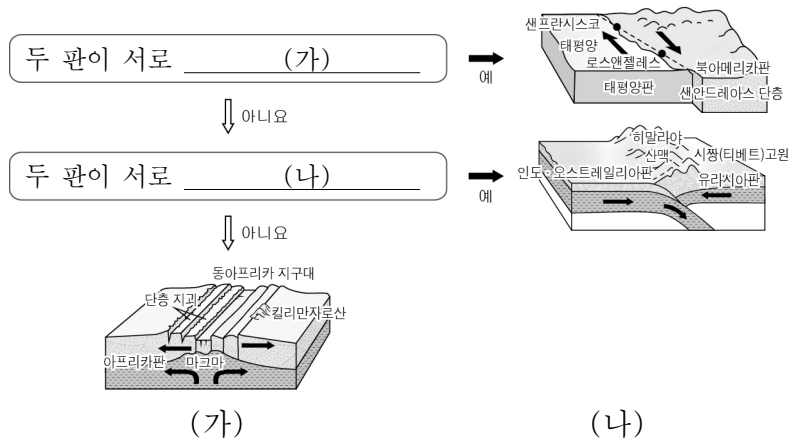 두 판이 서로 (가)
예
샌프란시스코
태평양
로스앤젤레스
북아메리카판
태평양판
샌안드레아스 단층
아니요
두 판이 서로 (나)
예
히말라야
산맥
시짱(티베트)고원
인도·오스트레일리아판
유라시아판
아니요
동아프리카 지구대
단층 지괴
킬리만자로산
아프리카판
마그마
(가) (나)